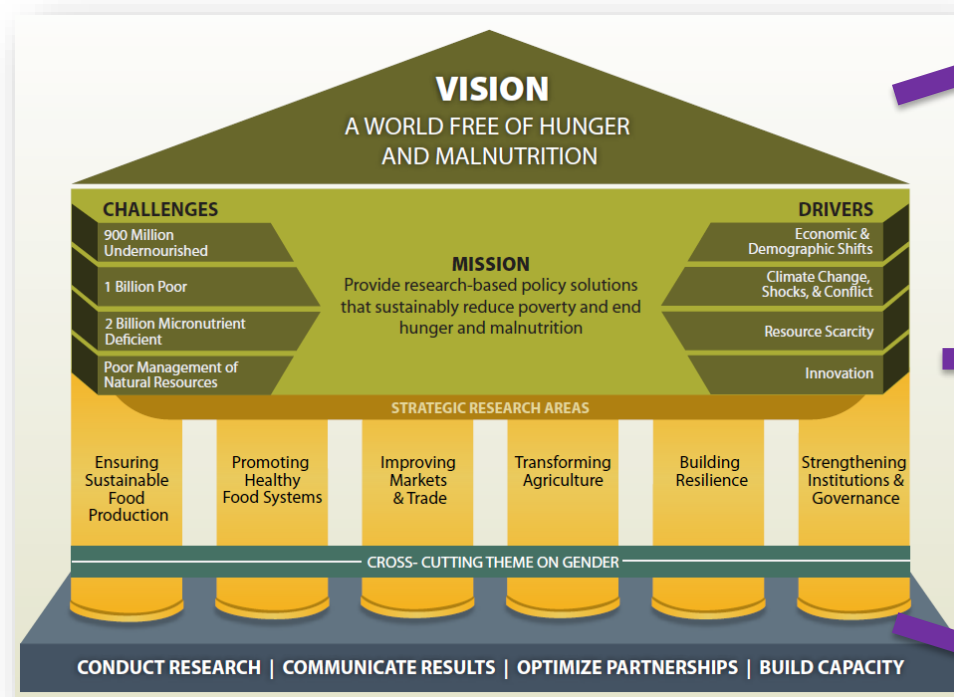 VISION
A WORLD FREE OF HUNGER
AND MALNUTRITION
CHALLENGES
900 Million
Undernourished
1 Billion Poor
2 Billion Micronutrient
Deficient
Poor Management of
Natural Resources
MISSION
Provide research-based policy solutions
that sustainably reduce poverty and end
hunger and malnutrition
DRIVERS
Economic &
Demographic Shifts
Climate Change,
Shocks, & Conflict
Resource Scarcity
Innovation
STRATEGIC RESEARCH AREAS
Ensuring
Sustainable
Food
Production
Promoting
Healthy
Food Systems
Improving
Markets
& Trade
Transforming
Agriculture
Building
Resilience
Strengthening
Institutions &
Governance
CROSS- CUTTING THEME ON GENDER
CONDUCT RESEARCH | COMMUNICATE RESULTS | OPTIMIZE PARTNERSHIPS | BUILD CAPACITY